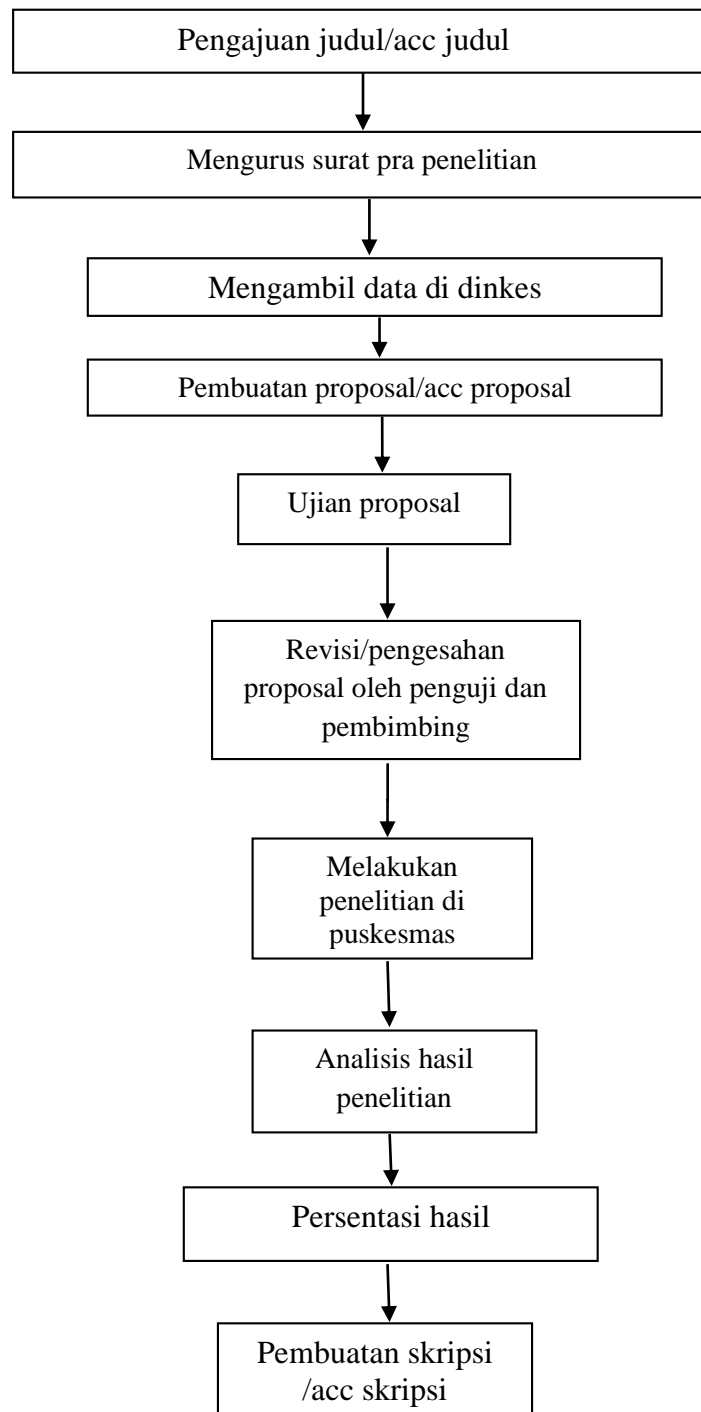 Pengajuan judul/acc judul
Mengurus surat pra penelitian
Mengambil data di dinkes
Pembuatan proposal/acc proposal
Ujian proposal
Revisi/pengesahan
proposal oleh penguji dan
pembimbing
Melakukan
penelitian di
puskesmas
Analisis hasil
penelitian
Persentasi hasil
Pembuatan skripsi
/acc skripsi